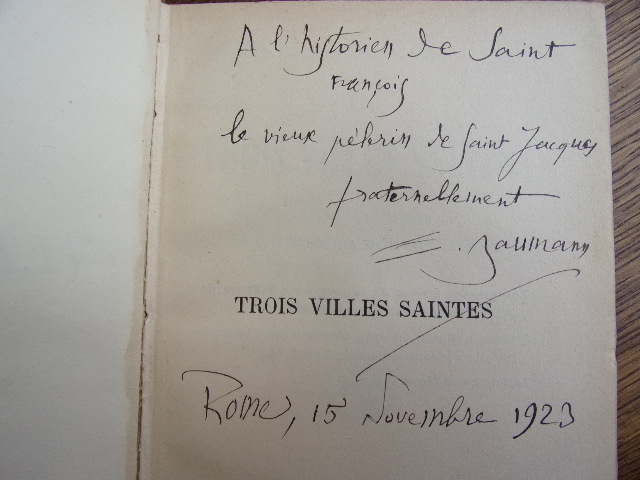 A l'historien de Saint
François
le vieux pèlerin de Saint Jacques
fraternellement
E. Baumann
TROIS VILLES SAINTES
Rome, 15 Novembre 1923